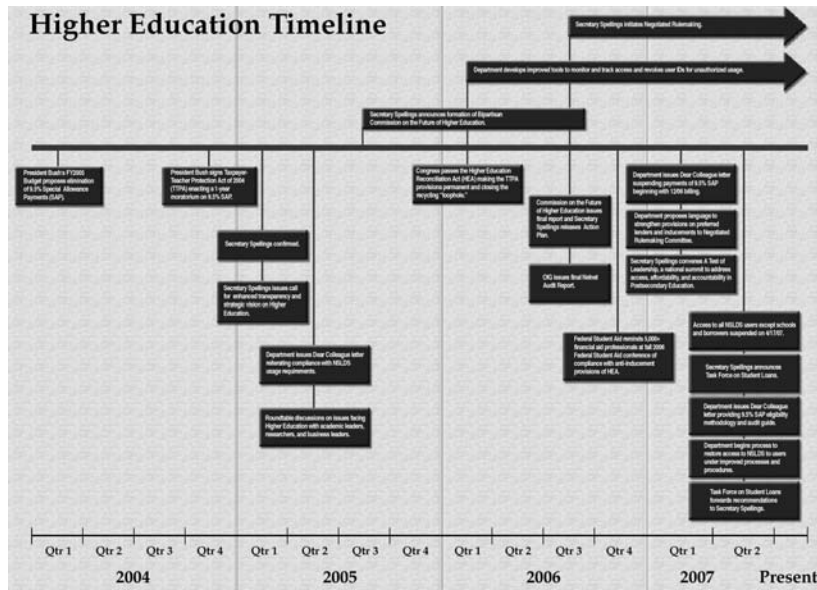 Higher Education Timeline
Secretary Spellings initiates Negotiated Rulemaking.
Department develops improved tools to monitor and track access and revokes user IDs for unauthorized usage.
Secretary Spellings announces formation of Bipartisan
Commission on the Future of Higher Education.
President Bush's FY2005
Budget proposes elimination
of 9.5% Special Allowance
Payments (SAP).
President Bush signs Taxpayer-
Teacher Protection Act of 2004
(TTPA) enacting a 1-year
moratorium on 9.5% SAP.
Secretary Spellings confirmed.
Secretary Spellings issues call
for enhanced transparency and
strategic vision on Higher
Education.
Department issues Dear Colleague letter
reiterating compliance with NSLDS
usage requirements.
Roundtable discussions on issues facing
Higher Education with academic leaders,
researchers, and business leaders.
Congress passes the Higher Education
Reconciliation Act (HEA) making the TTPA
provisions permanent and closing the
recycling "loophole."
Commission on the Future
of Higher Education issues
final report and Secretary
Spellings releases Action
Plan.
OIG issues final Nelnet
Audit Report.
Federal Student Aid reminds 5,000+
financial aid professionals at fall 2006
Federal Student Aid conference of
compliance with anti-inducement
provisions of HEA.
Department issues Dear Colleague
letter suspending payments of 9.5% SAP
beginning with 12/06 billing.
Department proposes language to
strengthen provisions on preferred
lenders and inducements to Negotiated
Rulemaking Committee.
Secretary Spellings convenes A Test of
Leadership, a national summit to address
access, affordability, and accountability in
Postsecondary Education.
Access to all NSLDS users except schools
and borrowers suspended on 4/17/07.
Secretary Spellings announces
Task Force on Student Loans.
Department issues Dear Colleague
letter providing 9.5% SAP eligibility
methodology and audit guide.
Department begins process to
restore access to NSLDS to users
under improved processes and
procedures.
Task Force on Student Loans
forwards recommendations
to Secretary Spellings.
Qtr 1 Qtr 2 Qtr 3 Qtr 4 Qtr 1 Qtr 2 Qtr 3 Qtr 4 Qtr 1 Qtr 2 Qtr 3 Qtr 4 Qtr 1 Qtr 2
2004 2005 2006 2007 Present